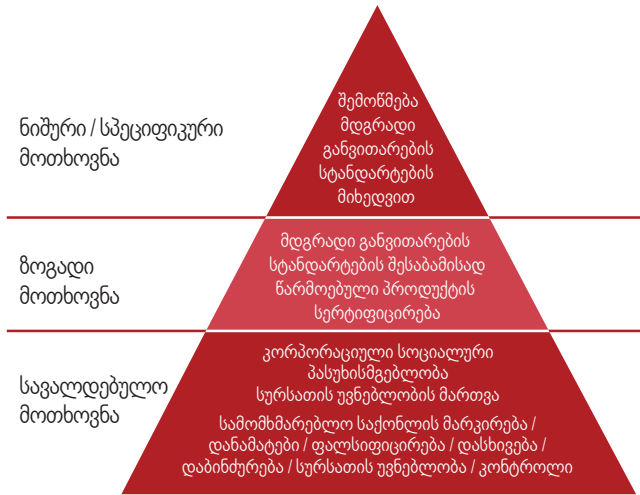 ნიშური / სპეციფიკური
მოთხოვნა
შემოწმება
მდგრადი
განვითარების
სტანდარტების
მიხედვით
ზოგადი
მოთხოვნა
მდგრადი განვითარების
სტანდარტების შესაბამისად
წარმოებული პროდუქტის
სერტიფიცირება
სავალდებულო
მოთხოვნა
კორპორაციული სოციალური
პასუხისმგებლობა
სურსათის უვნებლობის მართვა
სამომხმარებლო საქონლის მარკირება /
დანამატები / ფალსიფიცირება / დასხივება /
დაბინძურება / სურსათის უვნებლობა / კონტროლი